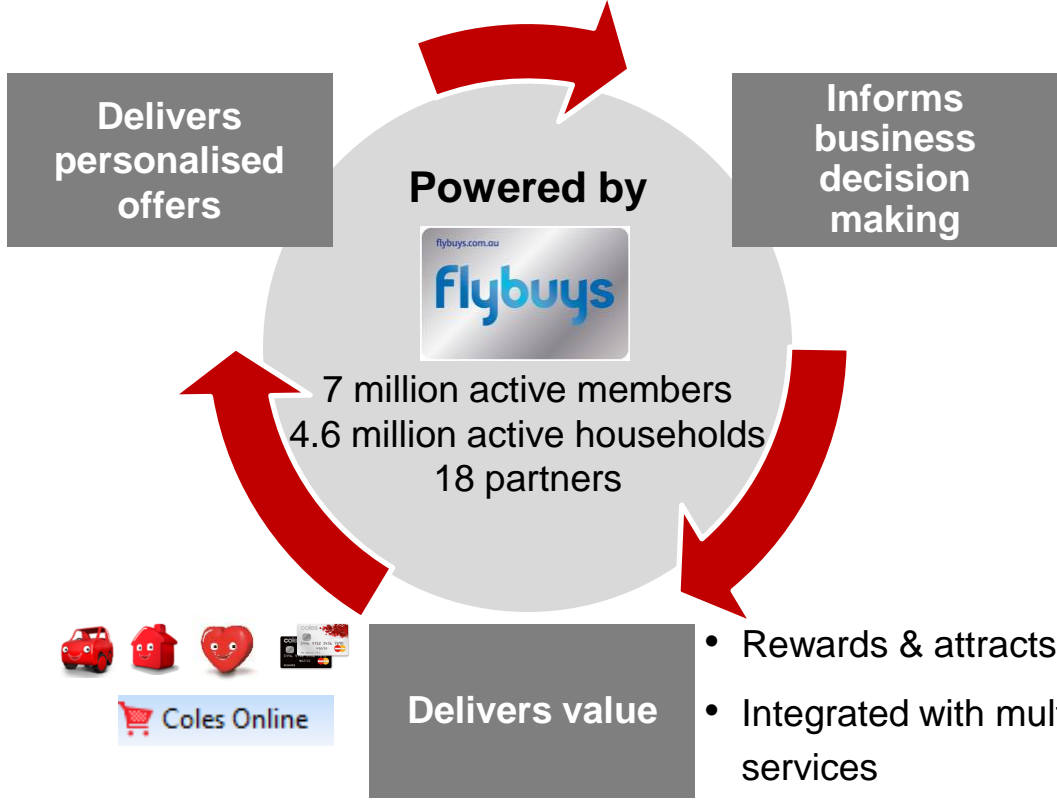 Delivers
personalised
offers
Informs
business
decision
making
Powered by
flybuys.com.au
flybuys
7 million active members
4.6 million active households
18 partners
Coles Online
Delivers value
• Rewards & attracts
• Integrated with
services